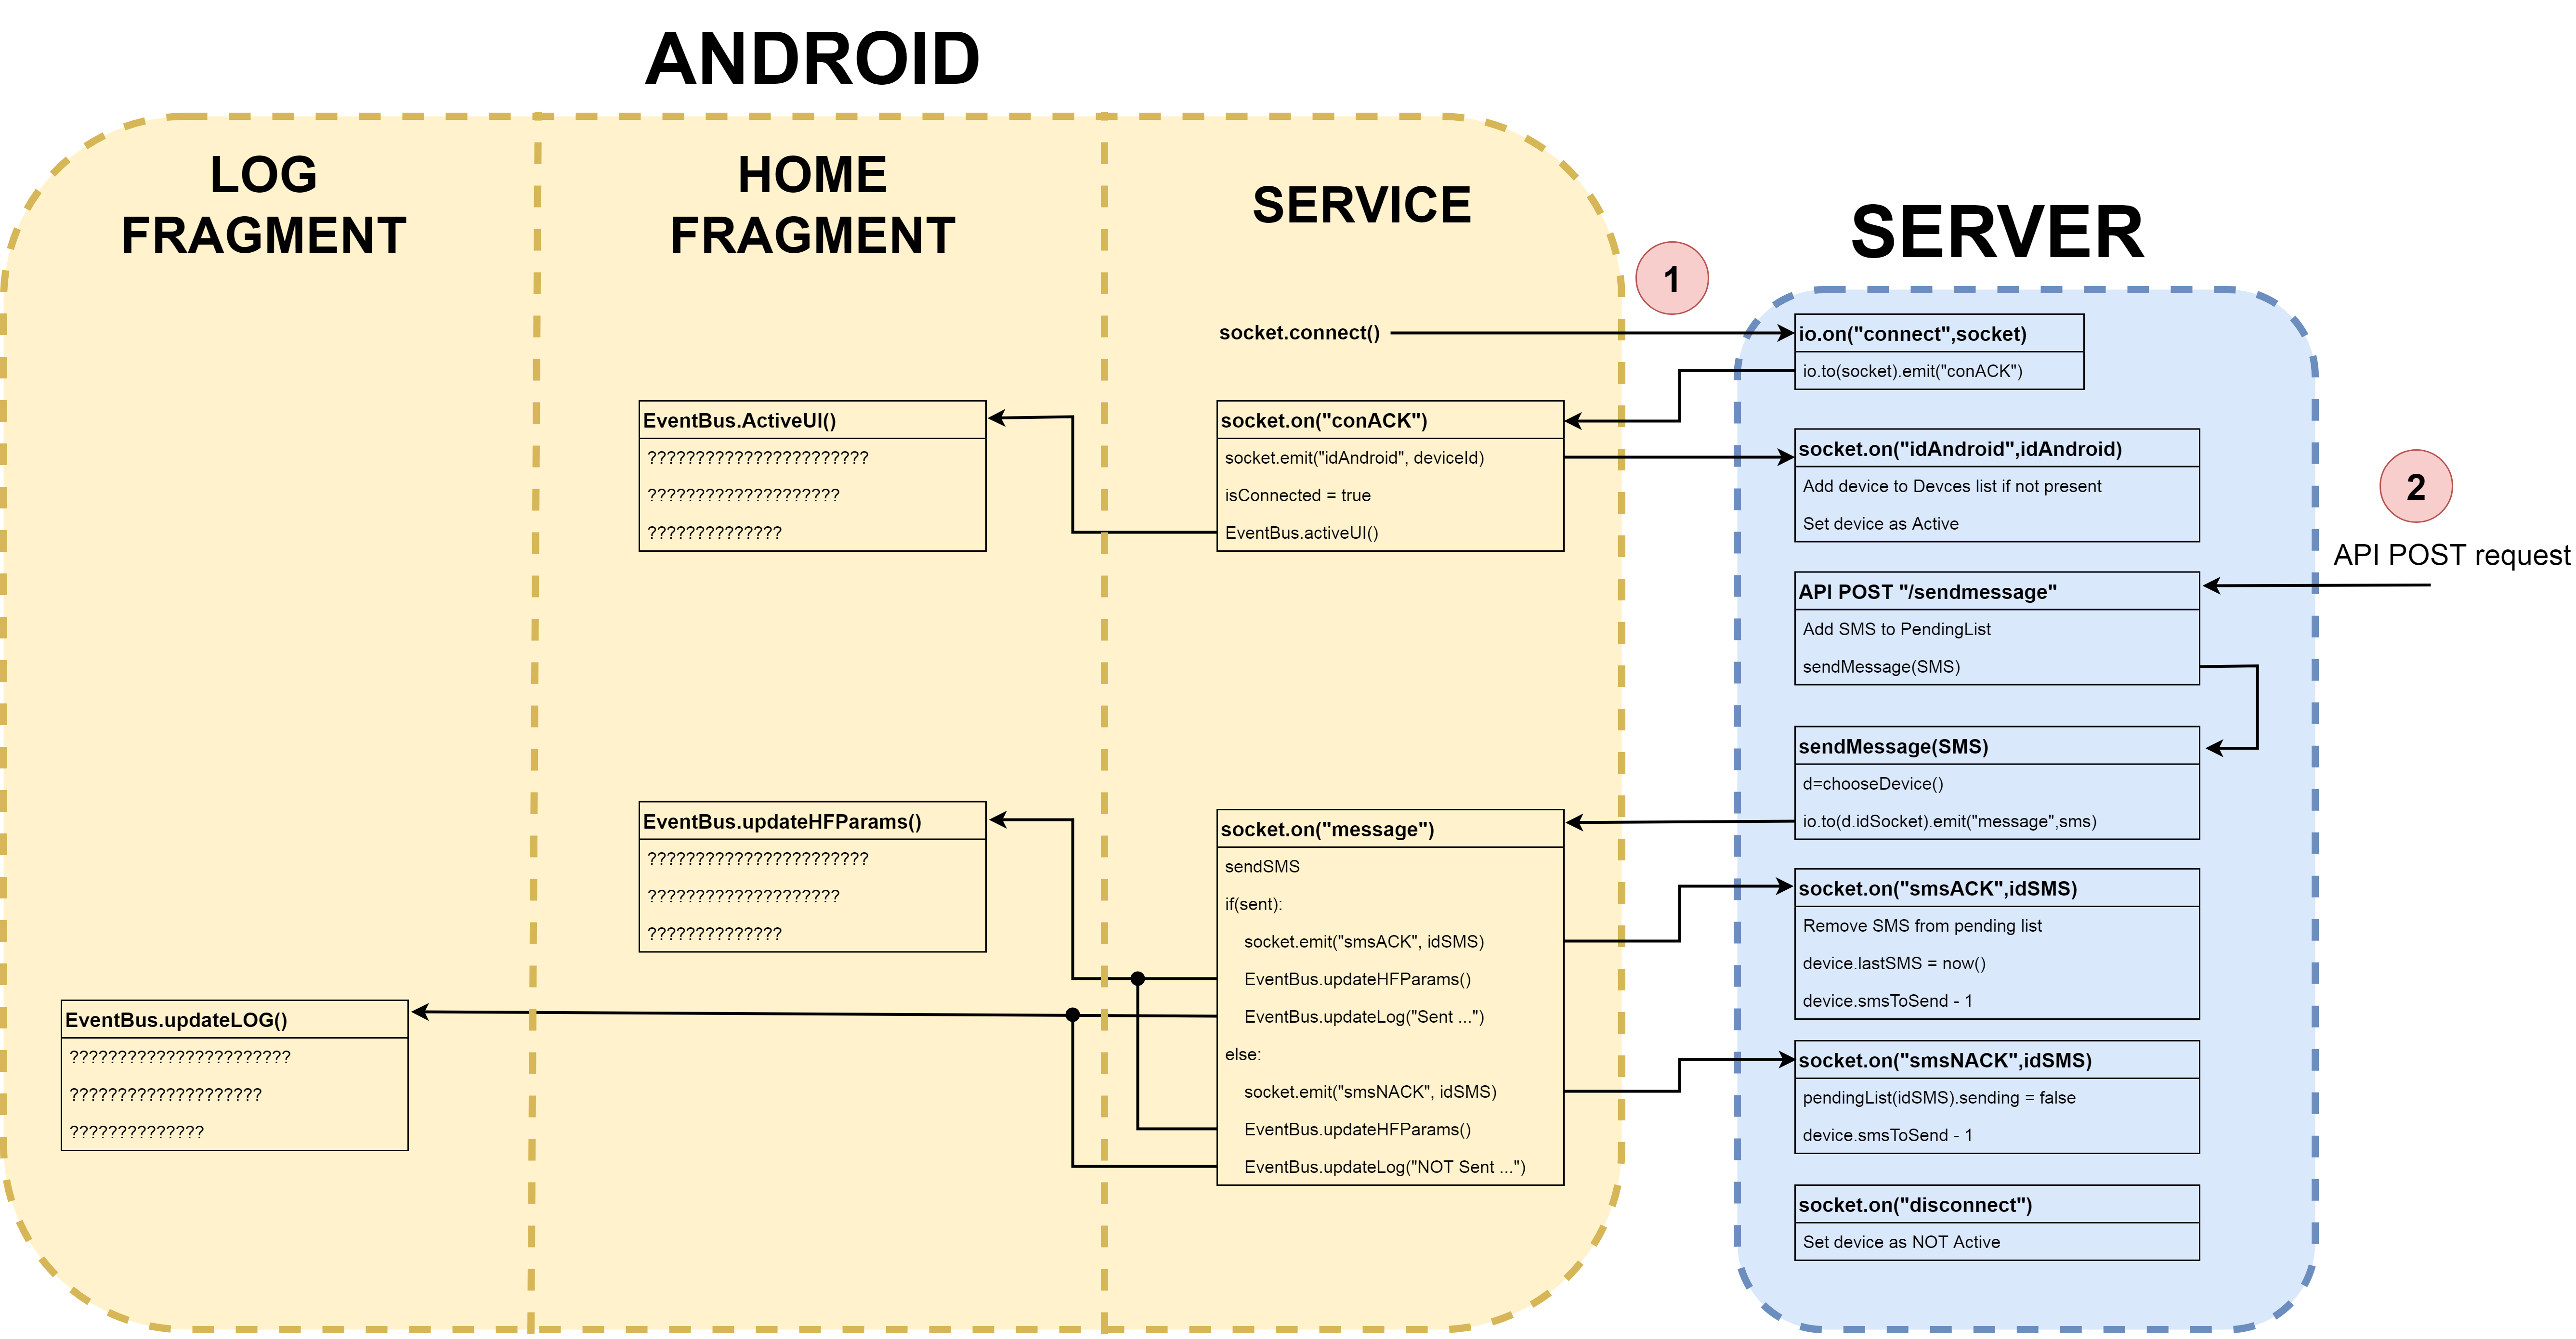 ANDROID
LOG
FRAGMENT
HOME
FRAGMENT
SERVICE
SERVER
1
socket.connect()
io.on("connect",socket)
io.to(socket).emit("conACK")
EventBus.ActiveUI()
???????????????????????
????????????????????
??????????????
socket.on("conACK")
socket.emit("idAndroid", deviceId)
isConnected = true
EventBus.activeUI()
socket.on("idAndroid",idAndroid)
Add device to Devces list if not present
Set device as Active
2
API POST request
API POST "/sendmessage"
Add SMS to PendingList
sendMessage(SMS)
sendMessage(SMS)
d=chooseDevice()
io.to(d.idSocket).emit("message",sms)
EventBus.updateHFParams()
???????????????????????
????????????????????
??????????????
socket.on("message")
sendSMS
if(sent):
socket.emit("smsACK", idSMS)
EventBus.updateHFParams()
EventBus.updateLog("Sent ...")
else:
socket.emit("smsNACK", idSMS)
EventBus.updateHFParams()
EventBus.updateLog("NOT Sent ...")
EventBus.updateLOG()
???????????????????????
????????????????????
??????????????
socket.on("smsACK",idSMS)
Remove SMS from pending list
device.lastSMS = now()
device.smsToSend - 1
socket.on("smsNACK",idSMS)
pendingList(idSMS).sending = false
device.smsToSend - 1
socket.on("disconnect")
Set device as NOT Active